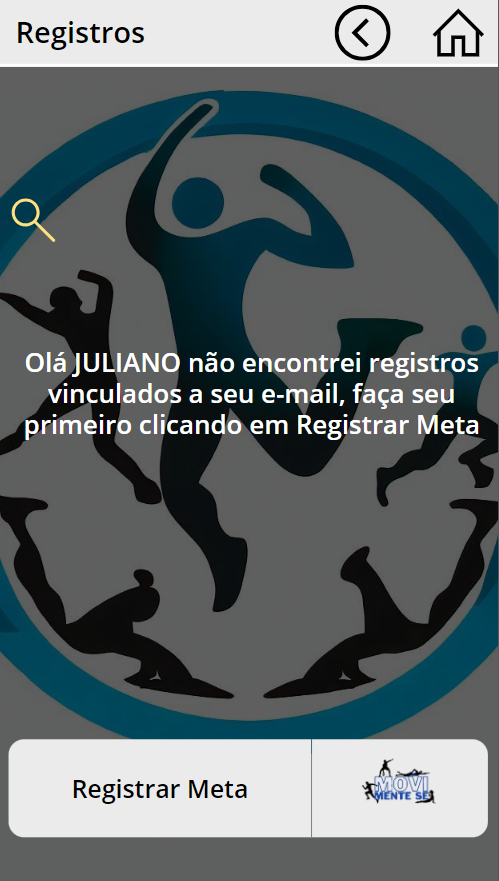 Registros
Olá JULIANO não encontrei registros
vinculados a seu e-mail, faça seu
primeiro clicando em Registrar Meta
Registrar Meta
MOVI
MENTE SE